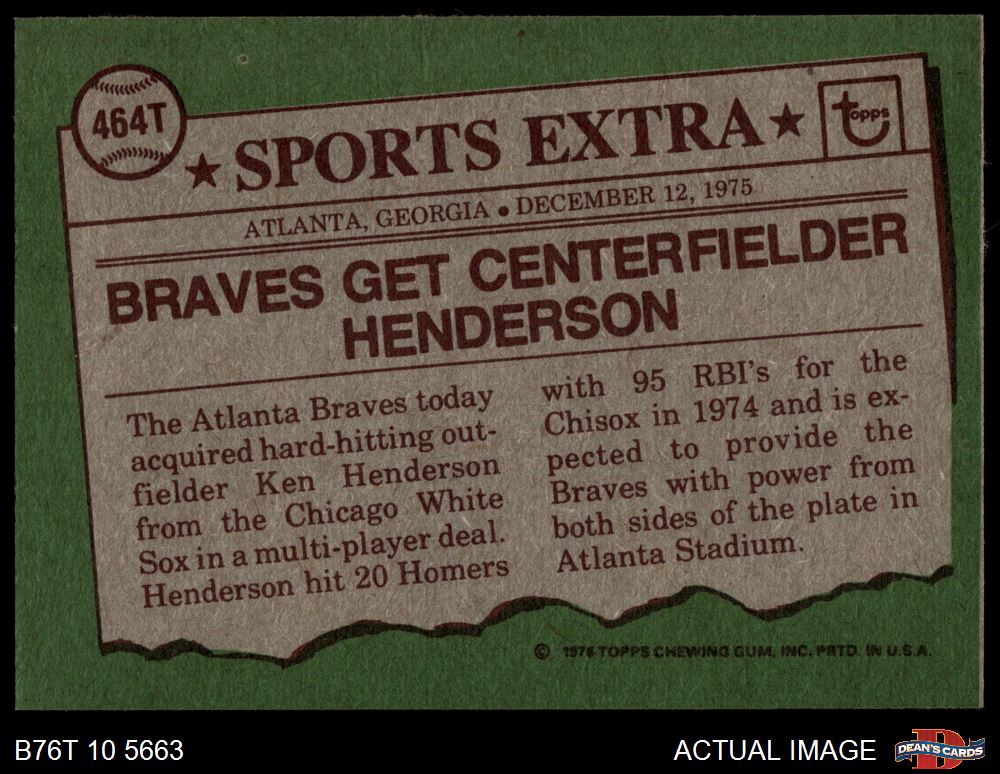 464T
★ SPORTS EXTRA ★
topps
ATLANTA, GEORGIA • DECEMBER 12, 1975
BRAVES GET CENTERFIELDER
HENDERSON
The Atlanta Braves today
acquired hard-hitting out-
fielder Ken Henderson
from the Chicago White
Sox in a multi-player deal.
Henderson hit 20 Homers
with 95 RBI's for the
Chisox in 1974 and is ex-
pected to provide the
Braves with power from
both sides of the plate in
Atlanta Stadium.
© 1976 TOPPS CHEWING GUM, INC. PRTD. IN U.S.A.
B76T 10 5663
ACTUAL IMAGE
D
DEAN'S CARDS